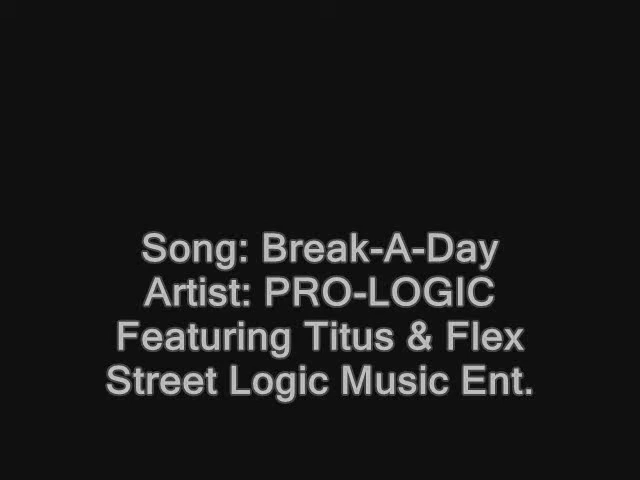 Song: Break-A-Day
Artist: PRO-LOGIC
Featuring Titus & Flex
Street Logic Music Ent.